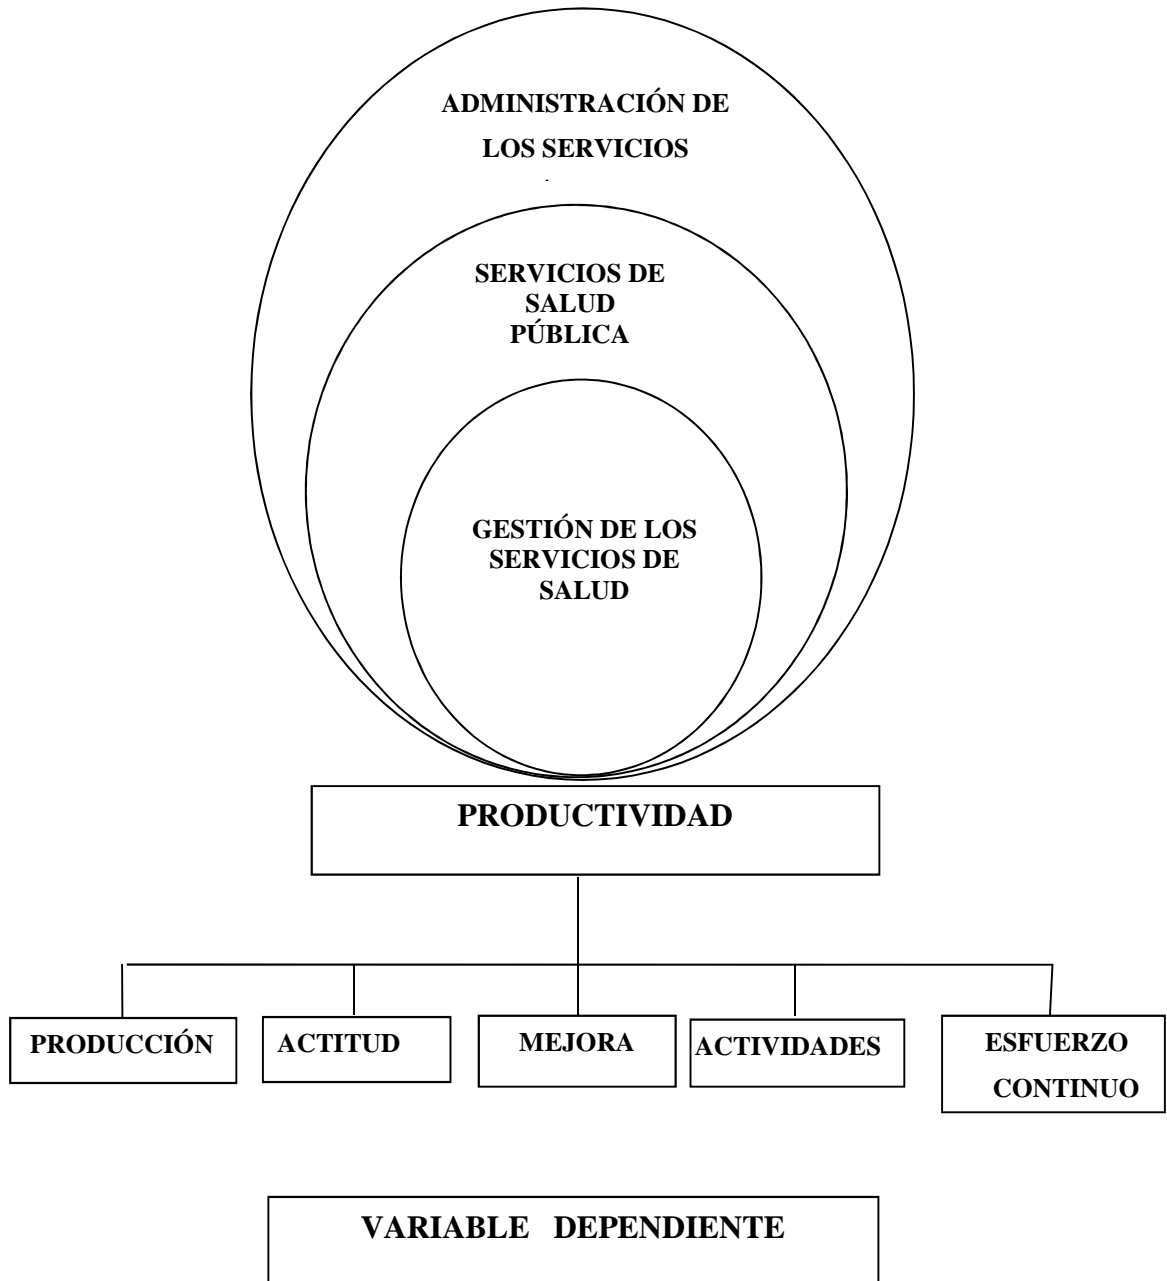 ADMINISTRACIÓN DE
LOS SERVICIOS
SERVICIOS DE
SALUD
PÚBLICA
GESTIÓN DE LOS
SERVICIOS DE
SALUD
PRODUCTIVIDAD
PRODUCCIÓN
ACTITUD
MEJORA
ACTIVIDADES
ESFUERZO
CONTINUO
VARIABLE DEPENDIENTE